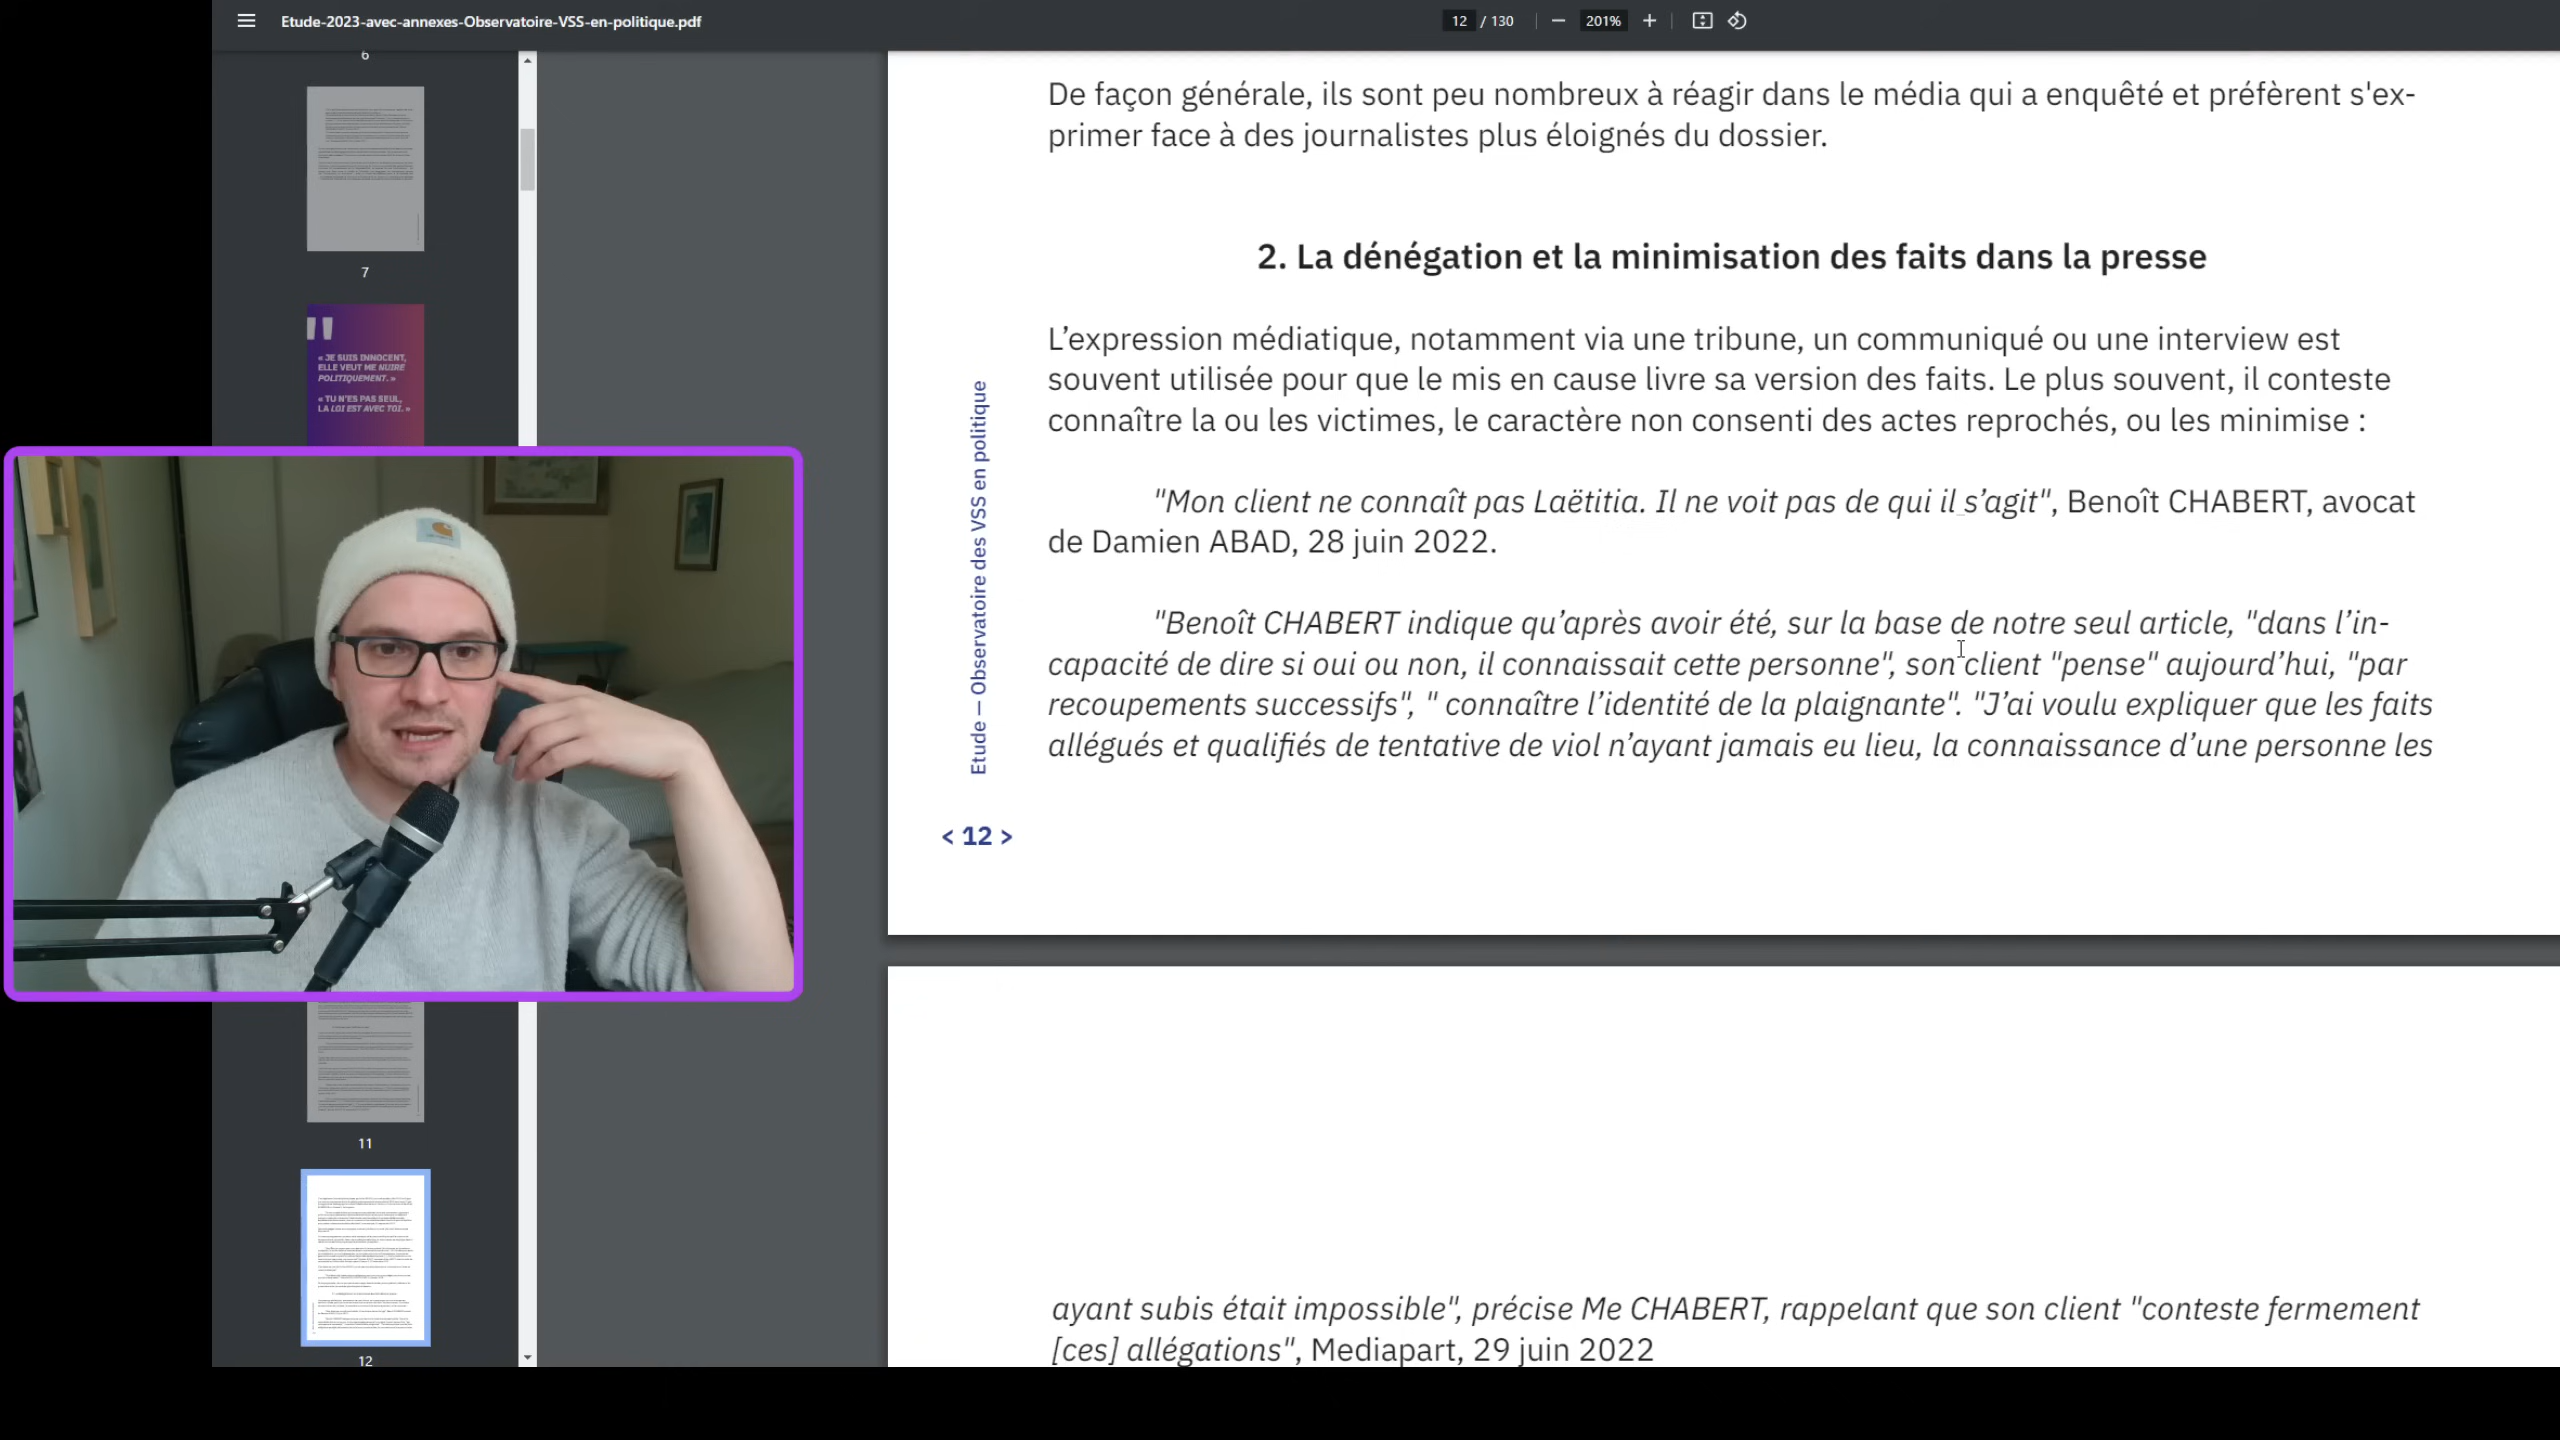 Etude-2023-avec-annexes-Observatoire-VSS-en-politique.pdf
12 / 130
201%
6
7
« JE SUIS INNOCENT,
ELLE VEUT ME NUIRE
POLITIQUEMENT. »
« TU N'ES PAS SEUL,
LA LOI EST AVEC TOI. »
11
12
De façon générale, ils sont peu nombreux à réagir dans le média qui a enquêté et préfèrent s'ex-
primer face à des journalistes plus éloignés du dossier.
2. La dénégation et la minimisation des faits dans la presse
L’expression médiatique, notamment via une tribune, un communiqué ou une interview est
souvent utilisée pour que le mis en cause livre sa version des faits. Le plus souvent, il conteste
connaître la ou les victimes, le caractère non consenti des actes reprochés, ou les minimise :
"Mon client ne connaît pas Laëtitia. Il ne voit pas de qui il s’agit", Benoît CHABERT, avocat
de Damien ABAD, 28 juin 2022.
"Benoît CHABERT indique qu’après avoir été, sur la base de notre seul article, "dans l’in-
capacité de dire si oui ou non, il connaissait cette personne", son client "pense" aujourd’hui, "par
recoupements successifs", " connaître l’identité de la plaignante". "J’ai voulu expliquer que les faits
allégués et qualifiés de tentative de viol n’ayant jamais eu lieu, la connaissance d’une personne les
Etude – Observatoire des VSS en politique
< 12 >
ayant subis était impossible", précise Me CHABERT, rappelant que son client "conteste fermement
[ces] allégations", Mediapart, 29 juin 2022